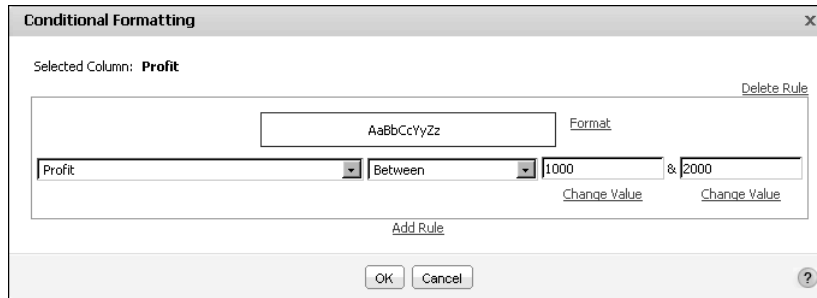 Conditional Formatting x
Selected Column: Profit
Delete Rule
AaBbCcYyZz Format
Profit Between 1000 & 2000
Change Value Change Value
Add Rule
OK Cancel ?